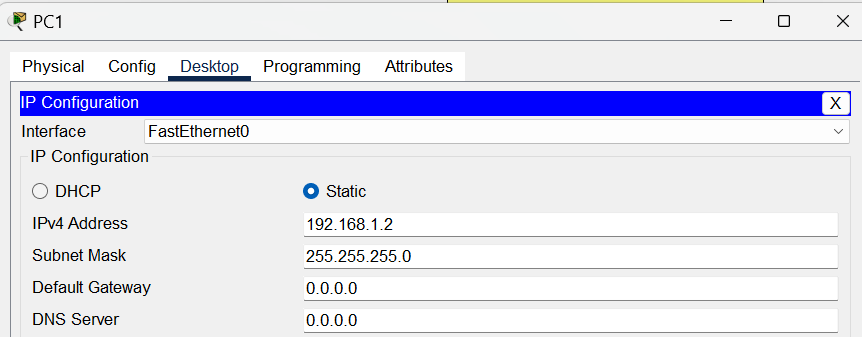 PC1
Physical Config Desktop Programming Attributes
IP Configuration X
Interface FastEthernet0
IP Configuration
DHCP Static
IPv4 Address 192.168.1.2
Subnet Mask 255.255.255.0
Default Gateway 0.0.0.0
DNS Server 0.0.0.0